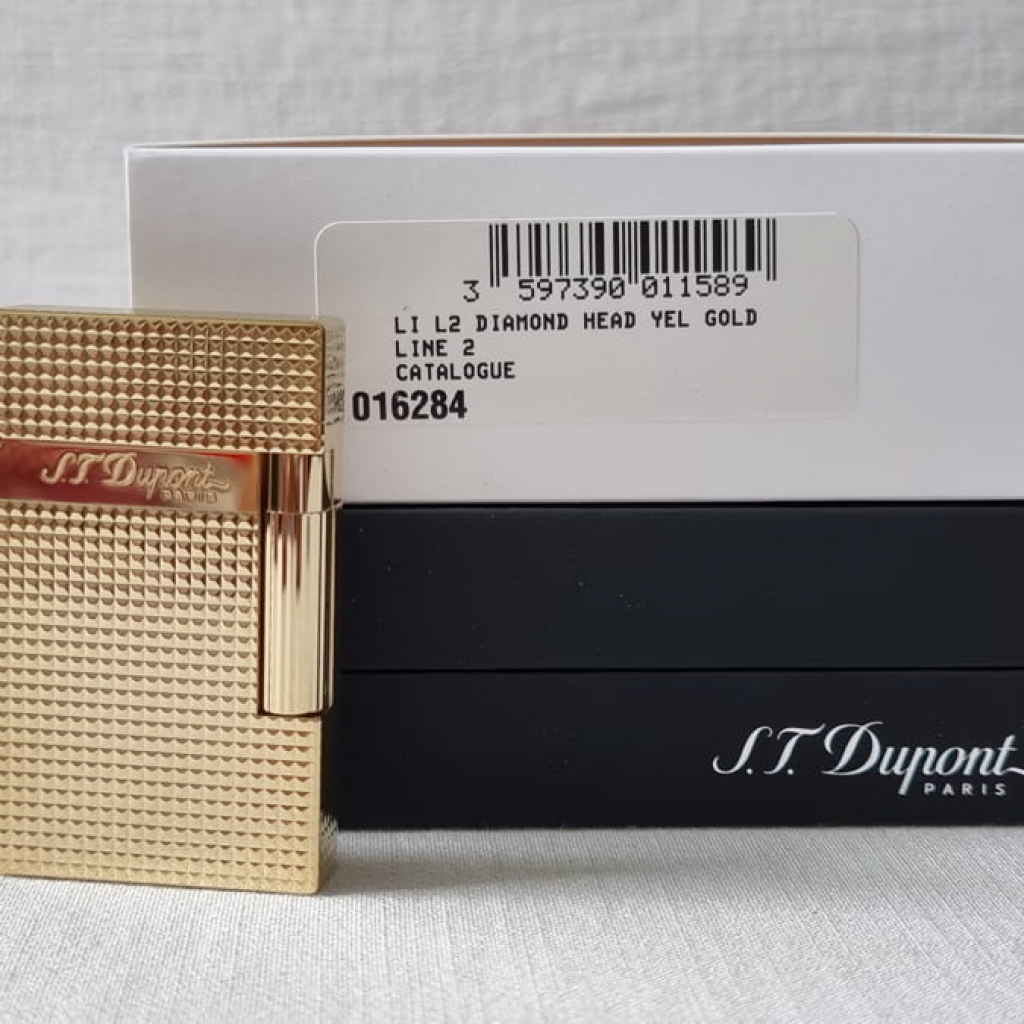 3 597390 011589
LI L2 DIAMOND HEAD YEL GOLD
LINE 2
CATALOGUE
016284
S.T. Dupont
PARIS
S.T. Dupont
PARIS